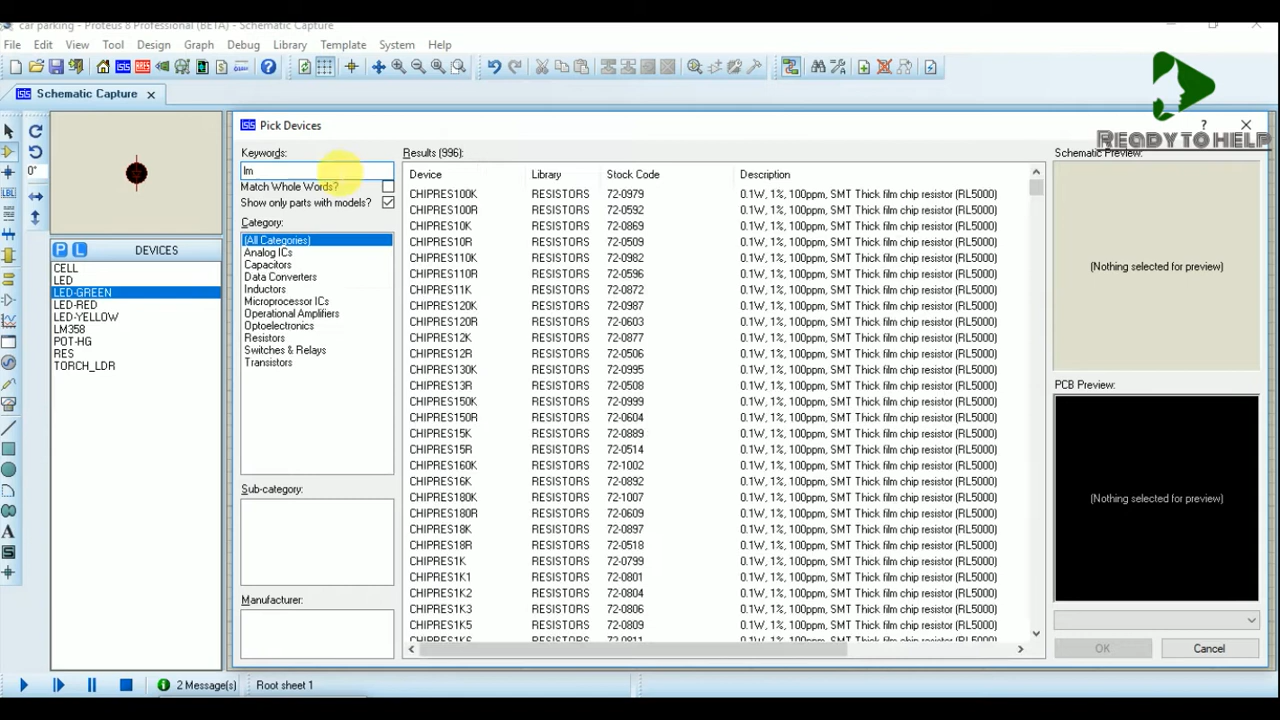 car parking - Proteus 8 Professional (BETA) - Schematic Capture
File Edit View Tool Design Graph Debug Library Template System Help
Schematic Capture
READY TO HELP
Pick Devices
Keywords:
lm
Match Whole Words?
Show only parts with models?
Category:
(All Categories)
Analog ICs
Capacitors
Data Converters
Inductors
Microprocessor ICs
Operational Amplifiers
Optoelectronics
Resistors
Switches & Relays
Transistors
Sub-category:
Manufacturer:
0°
LBL
P L DEVICES
CELL
LED
LED-GREEN
LED-RED
LED-YELLOW
LM358
POT-HG
RES
TORCH_LDR
Results (996):
Device Library Stock Code Description
CHIPRES100K RESISTORS 72-0979 0.1W, 1%, 100ppm, SMT Thick film chip resistor (RL5000)
CHIPRES100R RESISTORS 72-0592 0.1W, 1%, 100ppm, SMT Thick film chip resistor (RL5000)
CHIPRES10K RESISTORS 72-0869 0.1W, 1%, 100ppm, SMT Thick film chip resistor (RL5000)
CHIPRES10R RESISTORS 72-0509 0.1W, 1%, 100ppm, SMT Thick film chip resistor (RL5000)
CHIPRES110K RESISTORS 72-0982 0.1W, 1%, 100ppm, SMT Thick film chip resistor (RL5000)
CHIPRES110R RESISTORS 72-0596 0.1W, 1%, 100ppm, SMT Thick film chip resistor (RL5000)
CHIPRES11K RESISTORS 72-0872 0.1W, 1%, 100ppm, SMT Thick film chip resistor (RL5000)
CHIPRES120K RESISTORS 72-0987 0.1W, 1%, 100ppm, SMT Thick film chip resistor (RL5000)
CHIPRES120R RESISTORS 72-0603 0.1W, 1%, 100ppm, SMT Thick film chip resistor (RL5000)
CHIPRES12K RESISTORS 72-0877 0.1W, 1%, 100ppm, SMT Thick film chip resistor (RL5000)
CHIPRES12R RESISTORS 72-0506 0.1W, 1%, 100ppm, SMT Thick film chip resistor (RL5000)
CHIPRES130K RESISTORS 72-0995 0.1W, 1%, 100ppm, SMT Thick film chip resistor (RL5000)
CHIPRES13R RESISTORS 72-0508 0.1W, 1%, 100ppm, SMT Thick film chip resistor (RL5000)
CHIPRES150K RESISTORS 72-0999 0.1W, 1%, 100ppm, SMT Thick film chip resistor (RL5000)
CHIPRES150R RESISTORS 72-0604 0.1W, 1%, 100ppm, SMT Thick film chip resistor (RL5000)
CHIPRES15K RESISTORS 72-0889 0.1W, 1%, 100ppm, SMT Thick film chip resistor (RL5000)
CHIPRES15R RESISTORS 72-0514 0.1W, 1%, 100ppm, SMT Thick film chip resistor (RL5000)
CHIPRES160K RESISTORS 72-1002 0.1W, 1%, 100ppm, SMT Thick film chip resistor (RL5000)
CHIPRES16K RESISTORS 72-0892 0.1W, 1%, 100ppm, SMT Thick film chip resistor (RL5000)
CHIPRES180K RESISTORS 72-1007 0.1W, 1%, 100ppm, SMT Thick film chip resistor (RL5000)
CHIPRES180R RESISTORS 72-0609 0.1W, 1%, 100ppm, SMT Thick film chip resistor (RL5000)
CHIPRES18K RESISTORS 72-0897 0.1W, 1%, 100ppm, SMT Thick film chip resistor (RL5000)
CHIPRES18R RESISTORS 72-0518 0.1W, 1%, 100ppm, SMT Thick film chip resistor (RL5000)
CHIPRES1K RESISTORS 72-0799 0.1W, 1%, 100ppm, SMT Thick film chip resistor (RL5000)
CHIPRES1K1 RESISTORS 72-0801 0.1W, 1%, 100ppm, SMT Thick film chip resistor (RL5000)
CHIPRES1K2 RESISTORS 72-0804 0.1W, 1%, 100ppm, SMT Thick film chip resistor (RL5000)
CHIPRES1K3 RESISTORS 72-0806 0.1W, 1%, 100ppm, SMT Thick film chip resistor (RL5000)
CHIPRES1K5 RESISTORS 72-0809 0.1W, 1%, 100ppm, SMT Thick film chip resistor (RL5000)
CHIPRES1K6 RESISTORS 72-0811 0.1W, 1%, 100ppm, SMT Thick film chip resistor (RL5000)
Schematic Preview:
(Nothing selected for preview)
PCB Preview:
(Nothing selected for preview)
OK Cancel
2 Message(s) Root sheet 1